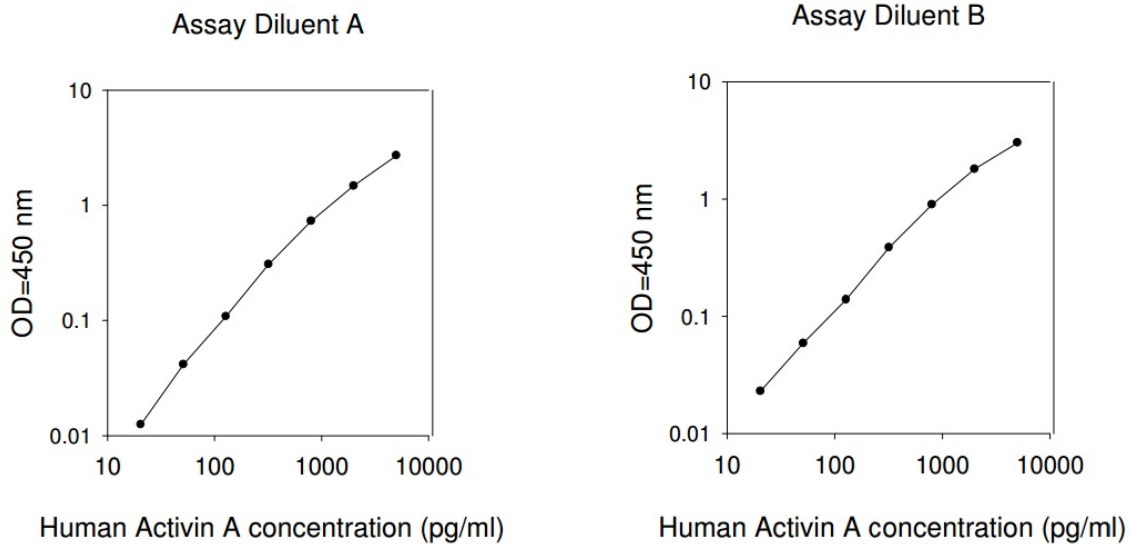 Assay Diluent A
10
1
0.1
0.01
OD=450 nm
10 100 1000 10000
Human Activin A concentration (pg/ml)
Assay Diluent B
10
1
0.1
0.01
OD=450 nm
10 100 1000 10000
Human Activin A concentration (pg/ml)